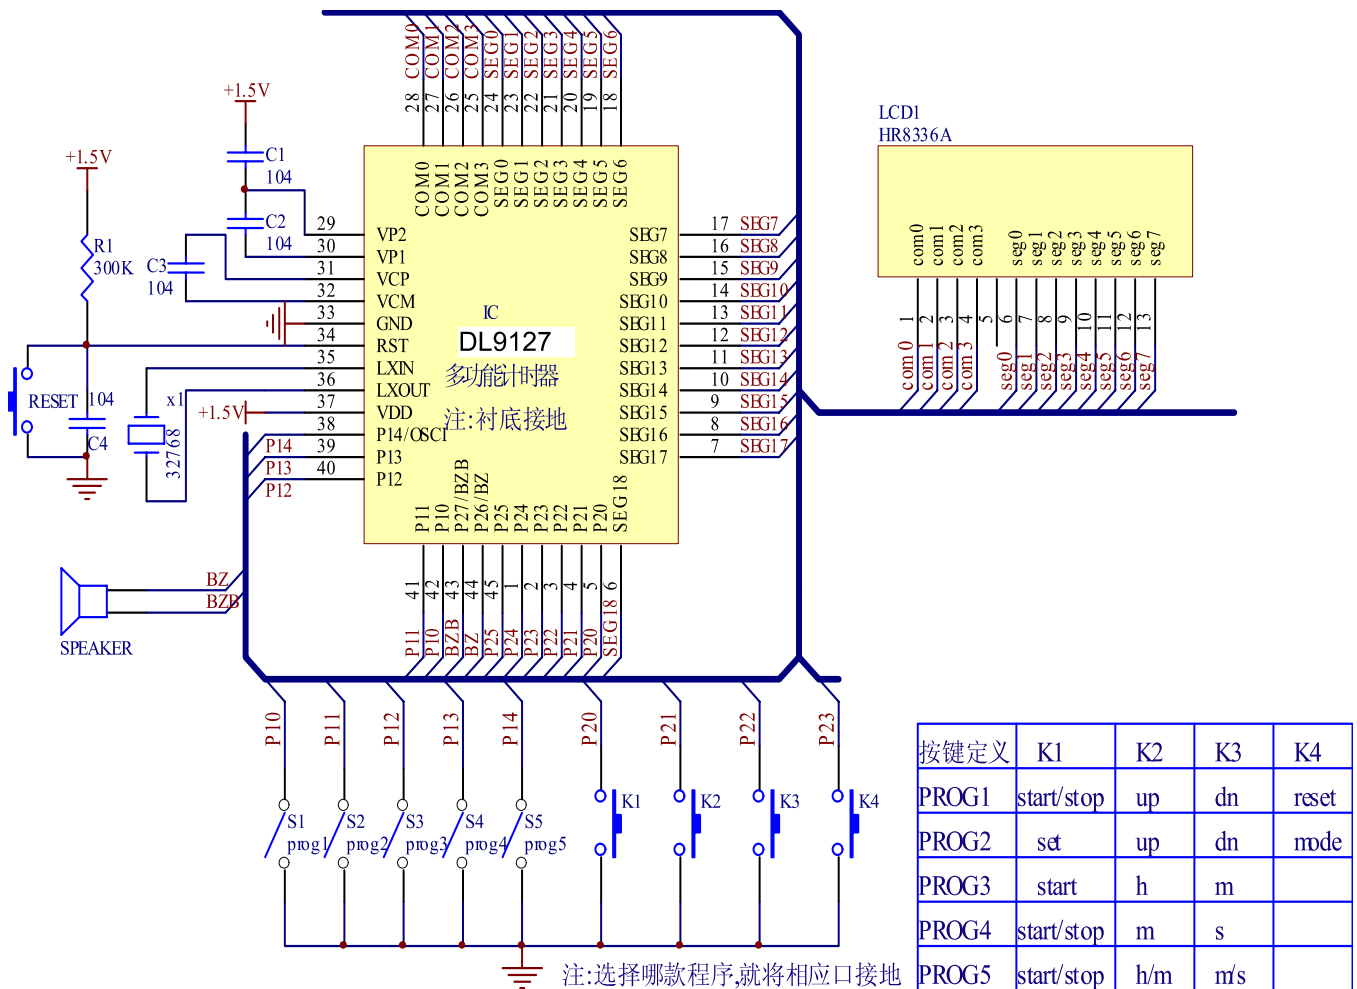 COM0
COM1
COM2
COM3
SEG0
SEG1
SEG2
SEG3
SEG4
SEG5
SEG6
28
27
26
25
24
23
22
21
20
19
18
COM0
COM1
COM2
COM3
SEG0
SEG1
SEG2
SEG3
SEG4
SEG5
SEG6
+1.5V
C1
104
C2
104
C3
104
+1.5V
R1
300K
RESET
104
C4
x1
32768
+1.5V
29 VP2
30 VP1
31 VCP
32 VCM
33 GND
34 RST
35 LXIN
36 LXOUT
37 VDD
38 P14/OSCI
39 P13
40 P12
P14
P13
P12
IC
DL9127
多功能计时器
注:衬底接地
SEG7 17 SEG7
SEG8 16 SEG8
SEG9 15 SEG9
SEG10 14 SEG10
SEG11 13 SEG11
SEG12 12 SEG12
SEG13 11 SEG13
SEG14 10 SEG14
SEG15 9 SEG15
SEG16 8 SEG16
SEG17 7 SEG17
P11
P10
P27/BZB
P26/BZ
P25
P24
P23
P22
P21
P20
SEG18
41
42
43
44
45
1
2
3
4
5
6
P11
P10
BZB
BZ
P25
P24
P23
P22
P21
P20
SEG18
BZ
BZB
SPEAKER
LCD1
HR8336A
com0
com1
com2
com3
seg0
seg1
seg2
seg3
seg4
seg5
seg6
seg7
1
2
3
4
5
6
7
8
9
10
11
12
13
com 0
com 1
com 2
com 3
seg0
seg1
seg2
seg3
seg4
seg5
seg6
seg7
P10
P11
P12
P13
P14
P20
P21
P22
P23
S1
prog1
S2
prog2
S3
prog3
S4
prog4
S5
prog5
K1
K2
K3
K4
注:选择哪款程序,就将相应口接地
按键定义 K1 K2 K3 K4
PROG1 start/stop up dn reset
PROG2 set up dn mode
PROG3 start h m
PROG4 start/stop m s
PROG5 start/stop h/m m/s